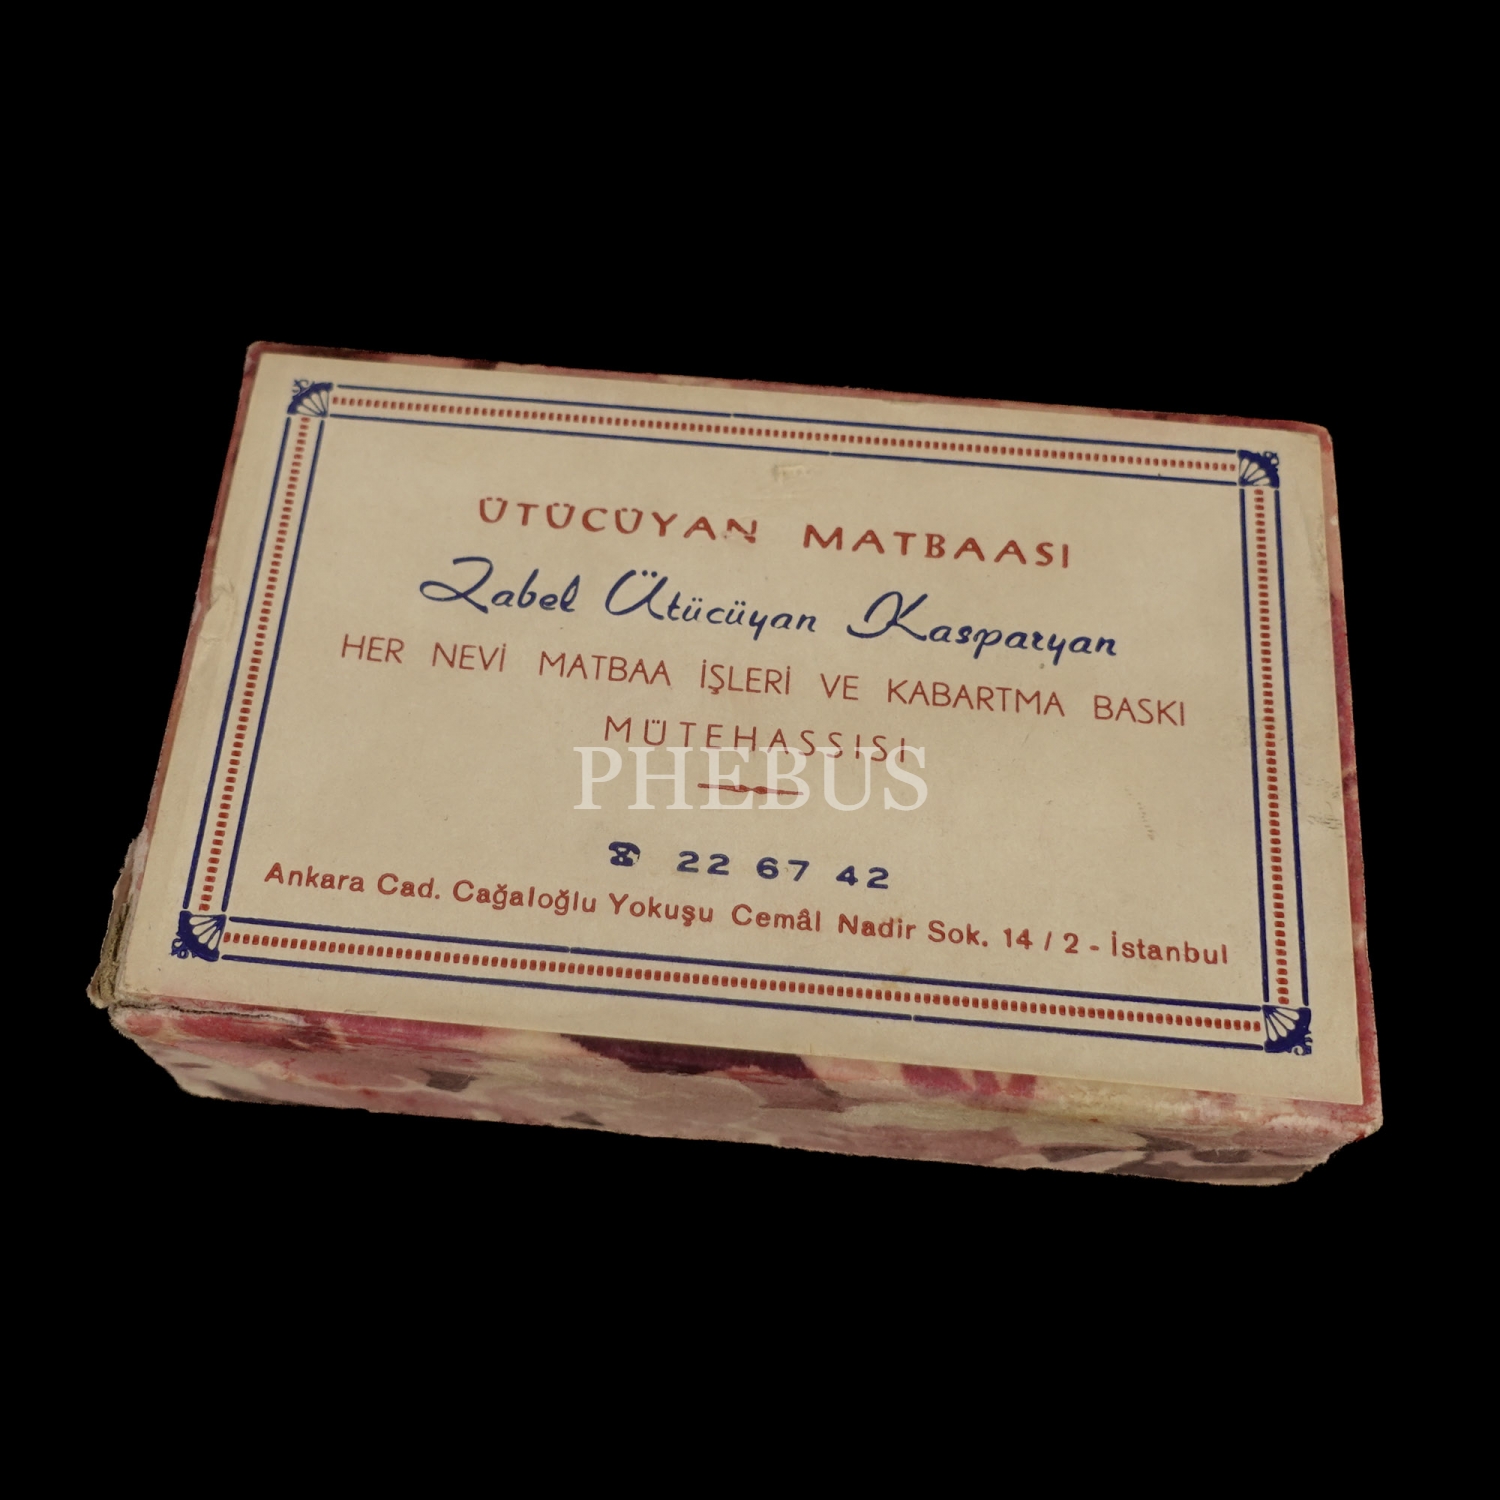 ÜTÜCÜYAN MATBAASI
Zabel Ütücüyan Kasparyan
HER NEVİ MATBAA İŞLERİ VE KABARTMA BASKI
MÜTEHASSISI
PHEBUS
☎ 22 67 42
Ankara Cad. Cağaloğlu Yokuşu Cemâl Nadir Sok. 14 / 2 - İstanbul